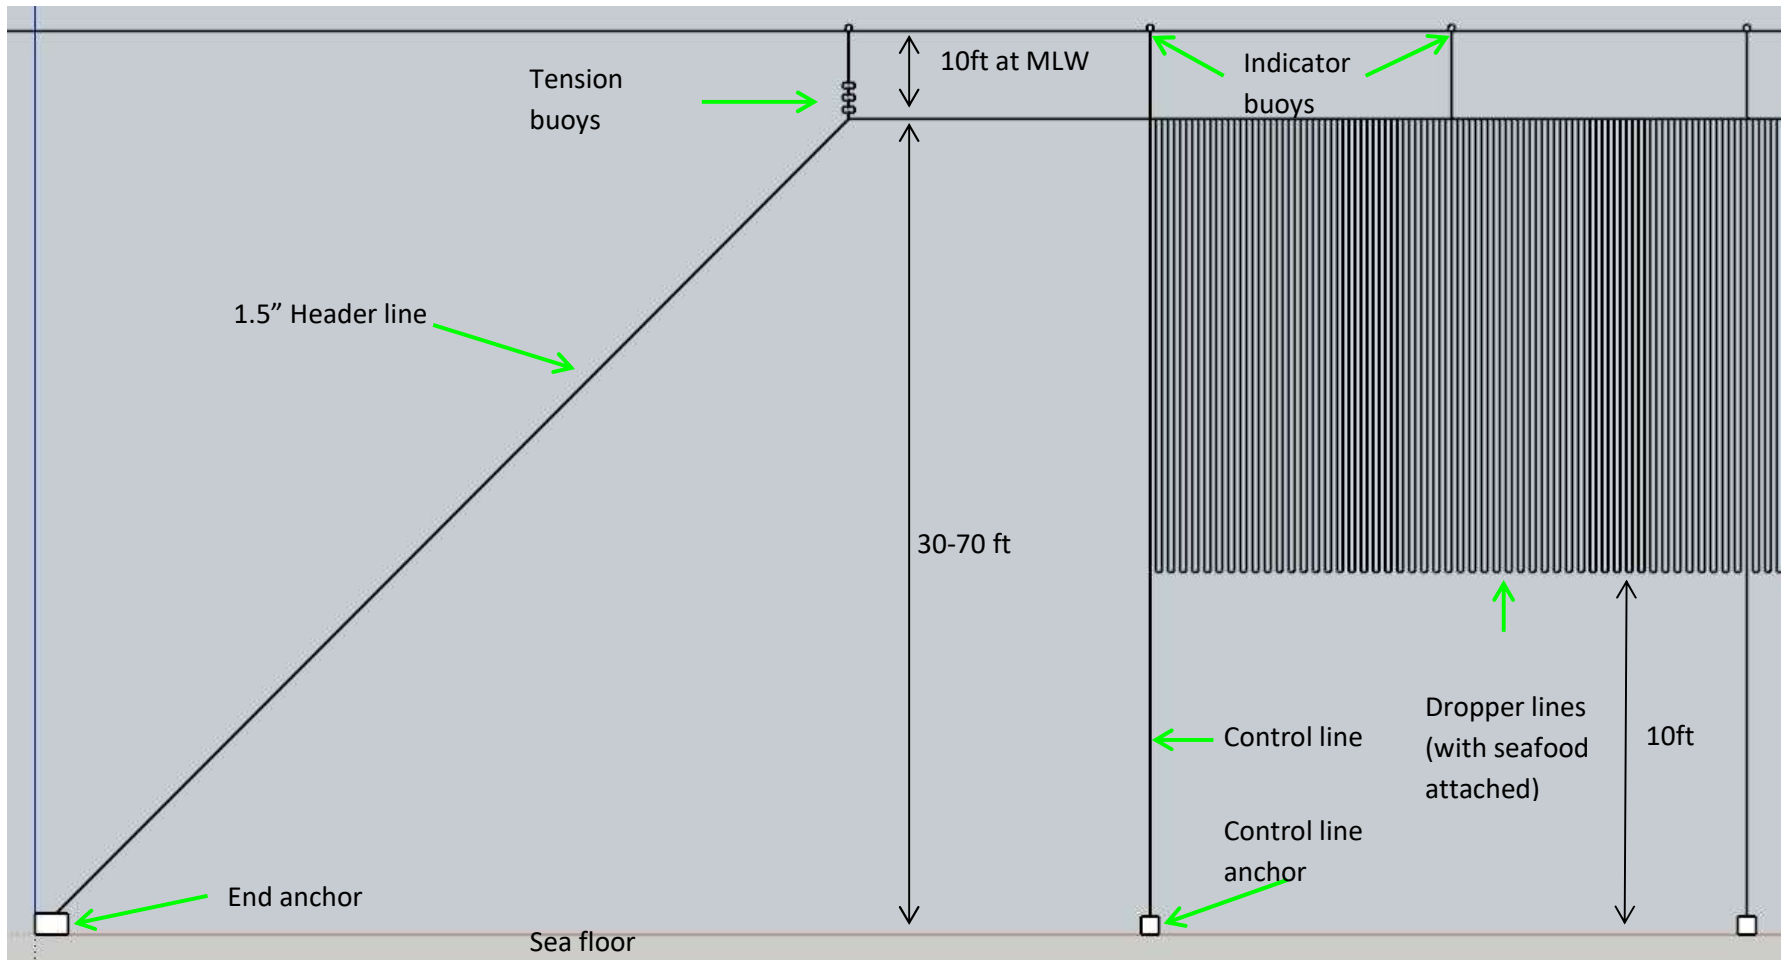 10ft at MLW
Tension
buoys
Indicator
buoys
1.5” Header line
30-70 ft
Dropper lines
(with seafood
attached)
10ft
Control line
Control line
anchor
End anchor
Sea floor